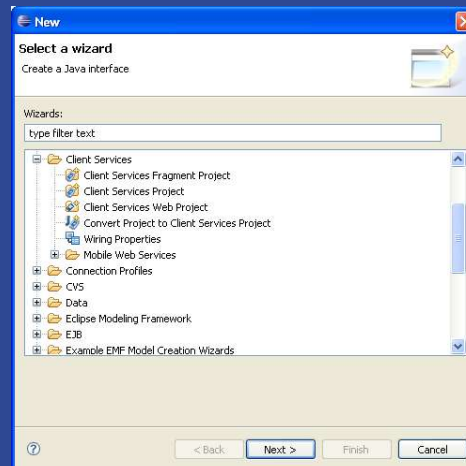 New
Select a wizard
Create a Java interface
Wizards:
type filter text
Client Services
Client Services Fragment Project
Client Services Project
Client Services Web Project
Convert Project to Client Services Project
Wiring Properties
Mobile Web Services
Connection Profiles
CVS
Data
Eclipse Modeling Framework
EJB
Example EMF Model Creation Wizards
?
< Back
Next >
Finish
Cancel